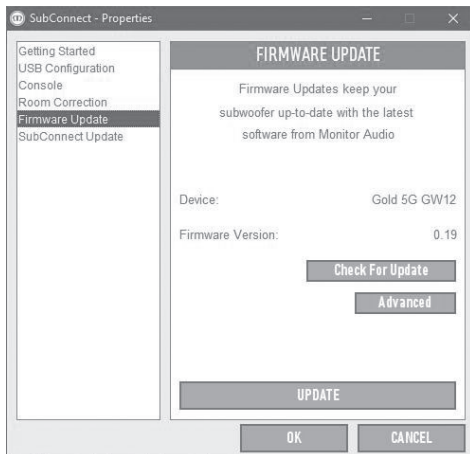 SubConnect - Properties
Getting Started
USB Configuration
Console
Room Correction
Firmware Update
SubConnect Update
FIRMWARE UPDATE
Firmware Updates keep your
subwoofer up-to-date with the latest
software from Monitor Audio
Device: Gold 5G GW12
Firmware Version: 0.19
Check For Update
Advanced
UPDATE
OK CANCEL